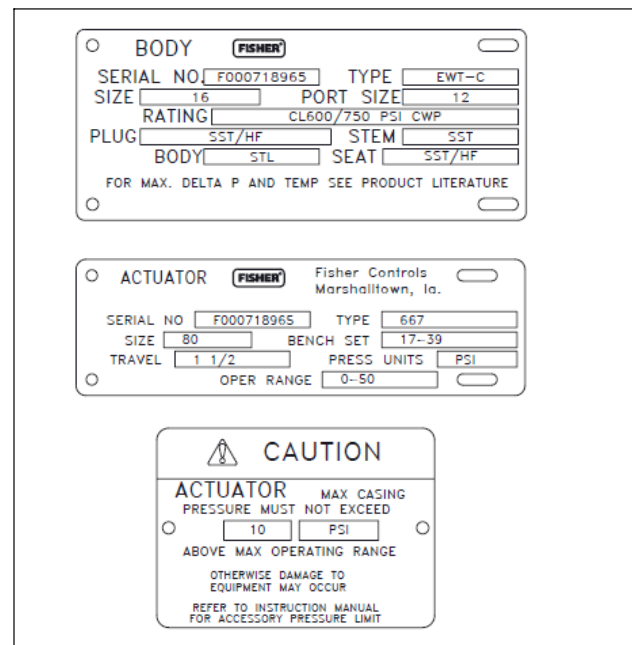 BODY FISHER
SERIAL NO. F000718965 TYPE EWT-C
SIZE 16 PORT SIZE 12
RATING CL600/750 PSI CWP
PLUG SST/HF STEM SST
BODY STL SEAT SST/HF
FOR MAX. DELTA P AND TEMP SEE PRODUCT LITERATURE
ACTUATOR FISHER Fisher Controls
Marshalltown, Ia.
SERIAL NO F000718965 TYPE 667
SIZE 80 BENCH SET 17-39
TRAVEL 1 1/2 PRESS UNITS PSI
OPER RANGE 0-50
CAUTION
ACTUATOR MAX CASING
PRESSURE MUST NOT EXCEED
10 PSI
ABOVE MAX OPERATING RANGE
OTHERWISE DAMAGE TO
EQUIPMENT MAY OCCUR
REFER TO INSTRUCTION MANUAL
FOR ACCESSORY PRESSURE LIMIT